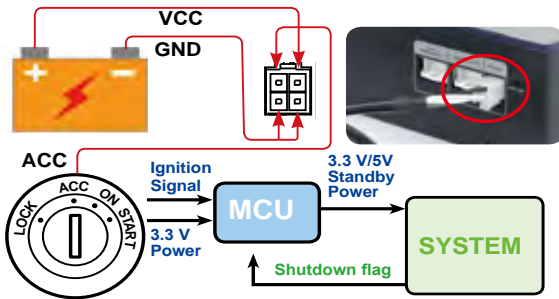 VCC
GND
+ −
ACC
LOCK
ACC
ON
START
Ignition
Signal
3.3 V
Power
MCU
3.3 V/5V
Standby
Power
SYSTEM
Shutdown flag